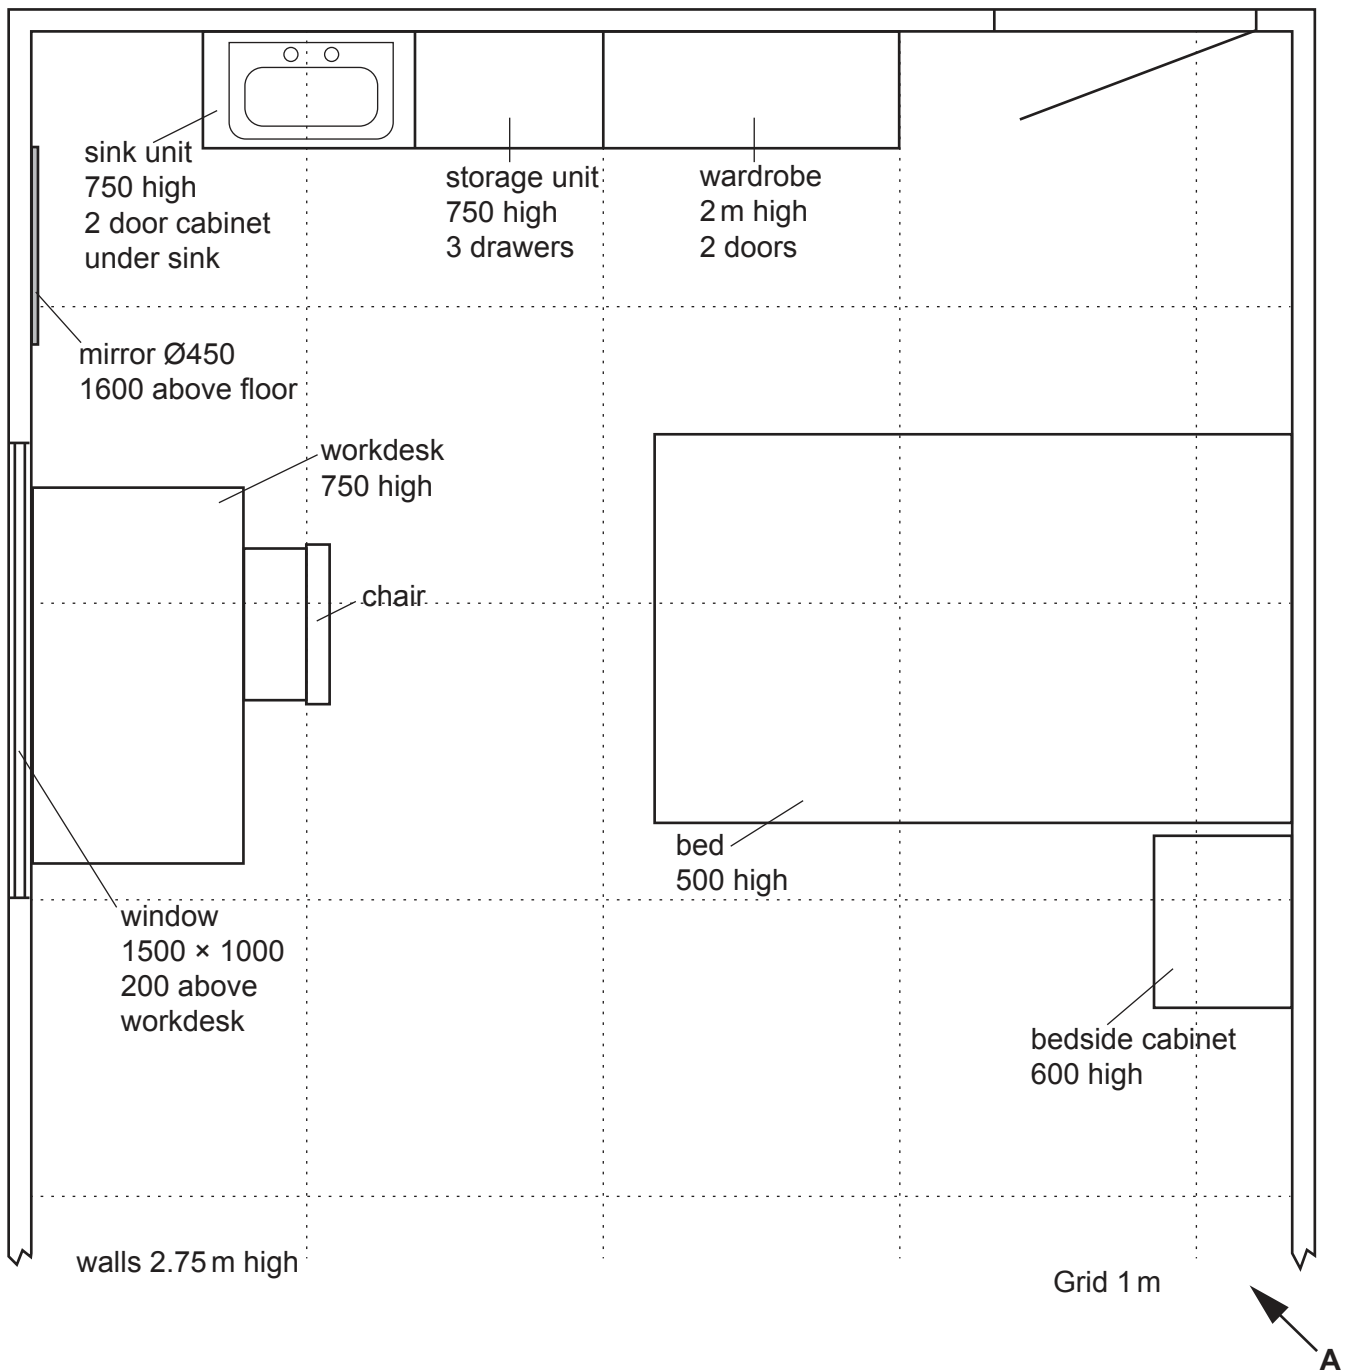 sink unit
750 high
2 door cabinet
under sink
storage unit
750 high
3 drawers
wardrobe
2 m high
2 doors
mirror Ø450
1600 above floor
workdesk
750 high
chair
bed
500 high
window
1500 × 1000
200 above
workdesk
bedside cabinet
600 high
walls 2.75 m high
Grid 1 m
A